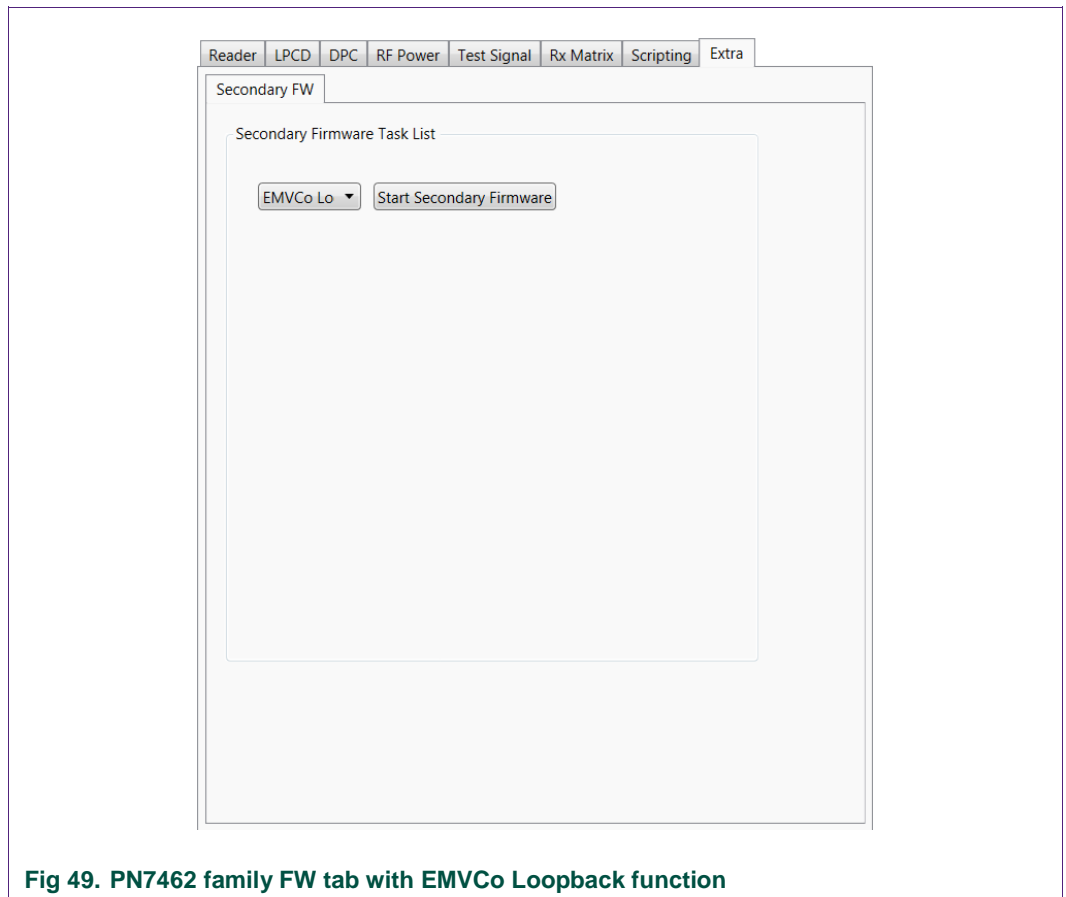 Reader LPCD DPC RF Power Test Signal Rx Matrix Scripting Extra
Secondary FW
Secondary Firmware Task List
EMVCo Lo Start Secondary Firmware
Fig 49. PN7462 family FW tab with EMVCo Loopback function